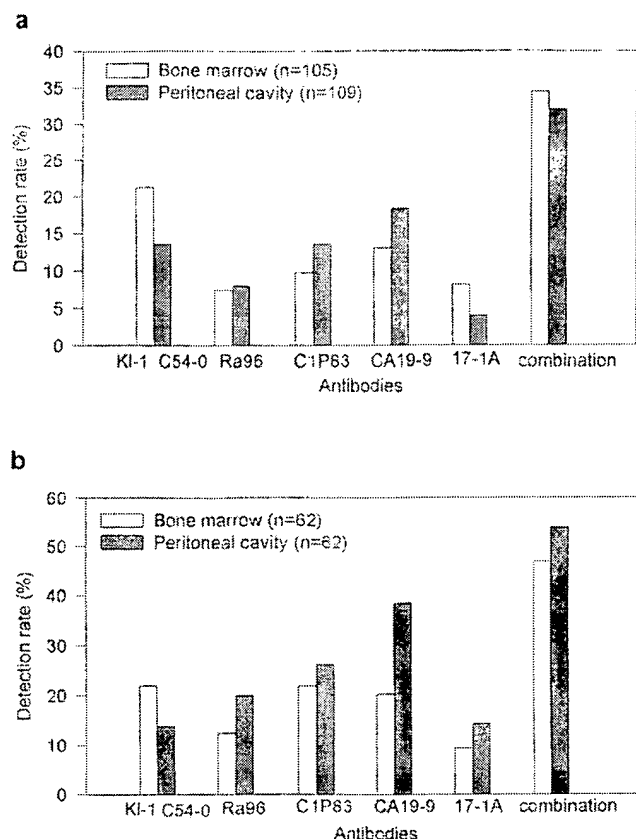 a
40
35
30
25
20
15
10
5
0
Detection rate (%)
Bone marrow (n=105)
Peritoneal cavity (n=109)
KI-1 C54-0 Ra96 C1P83 CA19-9 17-1A combination
Antibodies
b
60
50
40
30
20
10
0
Detection rate (%)
Bone marrow (n=62)
Peritoneal cavity (n=62)
KI-1 C54-0 Ra96 C1P83 CA19-9 17-1A combination
Antibodies